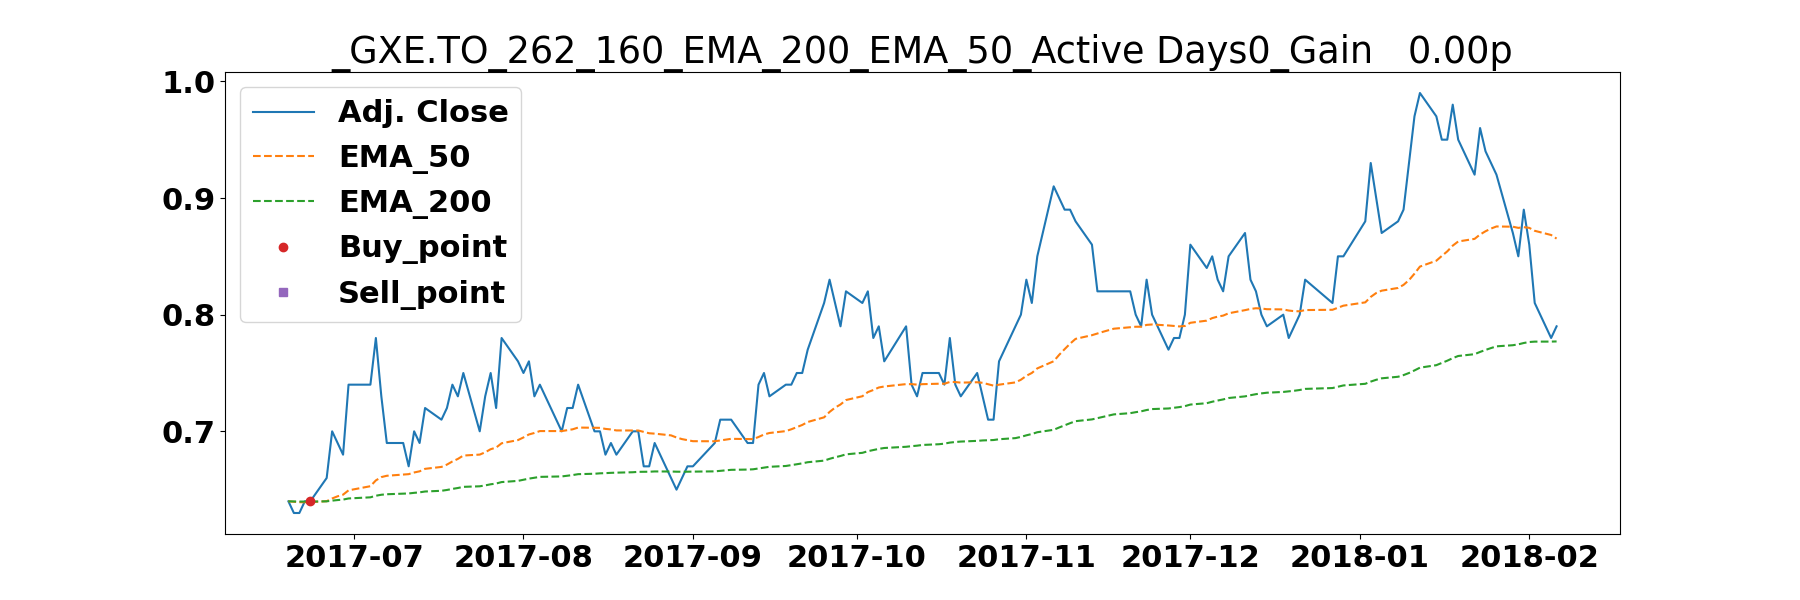 _GXE.TO_262_160_EMA_200_EMA_50_Active Days0_Gain   0.00p
1.0
0.9
0.8
0.7
Adj. Close
EMA_50
EMA_200
Buy_point
Sell_point
2017-07 2017-08 2017-09 2017-10 2017-11 2017-12 2018-01 2018-02